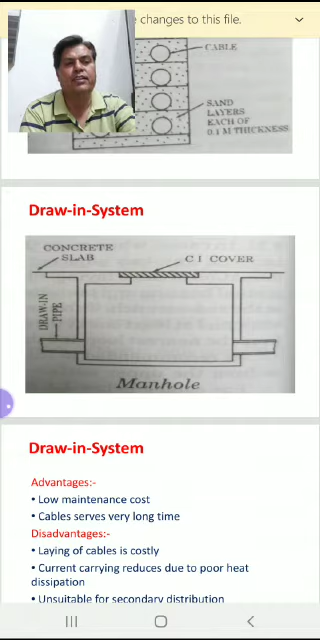 e changes to this file.
CABLE
SAND
LAYERS
EACH OF
0.1 M THICKNESS
Draw-in-System
CONCRETE
SLAB
C I COVER
DRAW-IN
PIPE
Manhole
Draw-in-System
Advantages:-
• Low maintenance cost
• Cables serves very long time
Disadvantages:-
• Laying of cables is costly
• Current carrying reduces due to poor heat
dissipation
• Unsuitable for secondary distribution